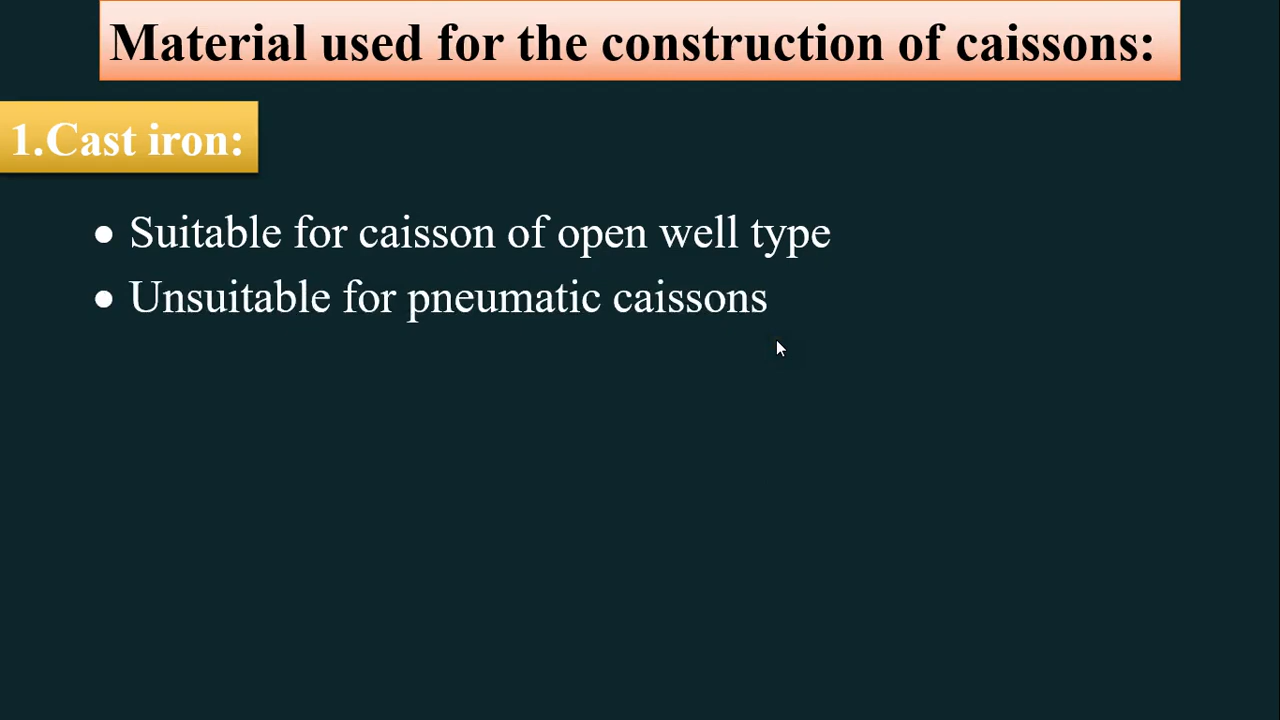 Material used for the construction of caissons:
1.Cast iron:
● Suitable for caisson of open well type
● Unsuitable for pneumatic caissons